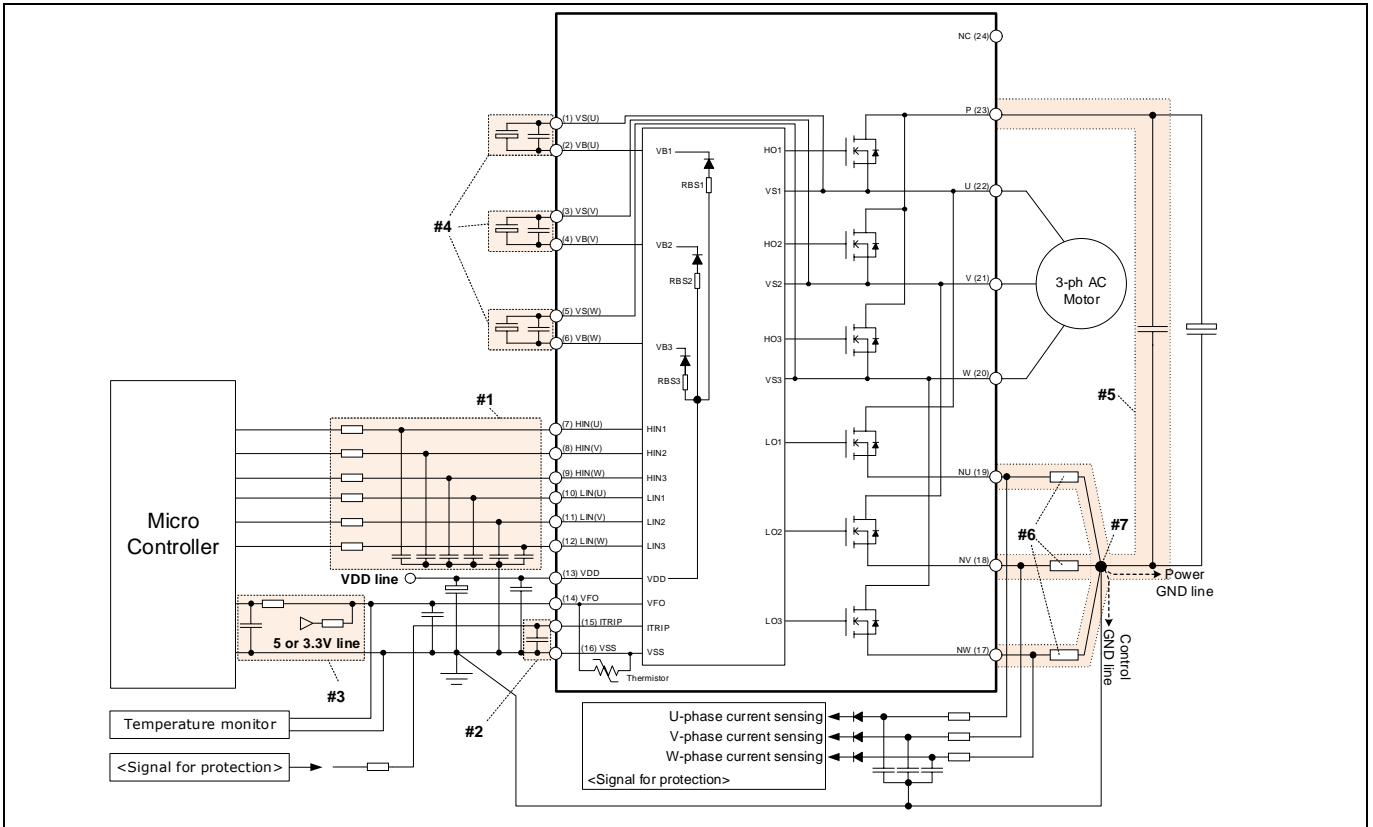 NC (24)
P (23)
(1) VS(U)
(2) VB(U)
VB1
RBS1
HO1
VS1
U (22)
#4
(3) VS(V)
(4) VB(V)
VB2
RBS2
HO2
VS2
V (21)
3-ph AC
Motor
(5) VS(W)
(6) VB(W)
VB3
RBS3
HO3
VS3
W (20)
#5
#1
Micro
Controller
(7) HIN(U)
HIN1
(8) HIN(V)
HIN2
(9) HIN(W)
HIN3
(10) LIN(U)
LIN1
(11) LIN(V)
LIN2
(12) LIN(W)
LIN3
LO1
NU (19)
LO2
NV (18)
#6
#7
Power
GND line
Control
GND line
LO3
NW (17)
VDD line
(13) VDD
VDD
(14) VFO
VFO
(15) ITRIP
ITRIP
(16) VSS
VSS
Thermistor
5 or 3.3V line
#3
#2
Temperature monitor
<Signal for protection>
U-phase current sensing
V-phase current sensing
W-phase current sensing
<Signal for protection>